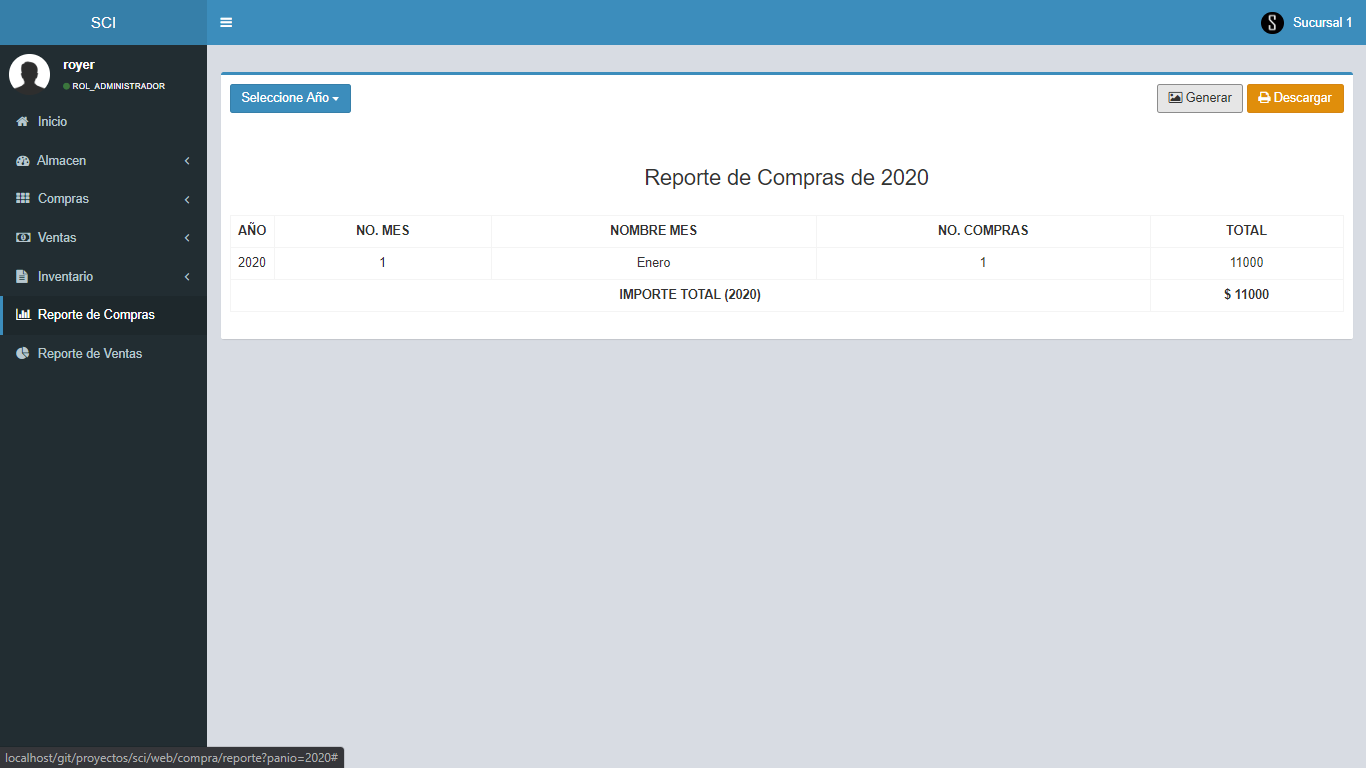 SCI
Sucursal 1
royer
ROL_ADMINISTRADOR
Inicio
Almacen
Compras
Ventas
Inventario
Reporte de Compras
Reporte de Ventas
Seleccione Año
Generar
Descargar
Reporte de Compras de 2020
AÑO NO. MES NOMBRE MES NO. COMPRAS TOTAL
2020 1 Enero 1 11000
IMPORTE TOTAL (2020) $ 11000
localhost/git/proyectos/sci/web/compra/reporte?panio=2020#